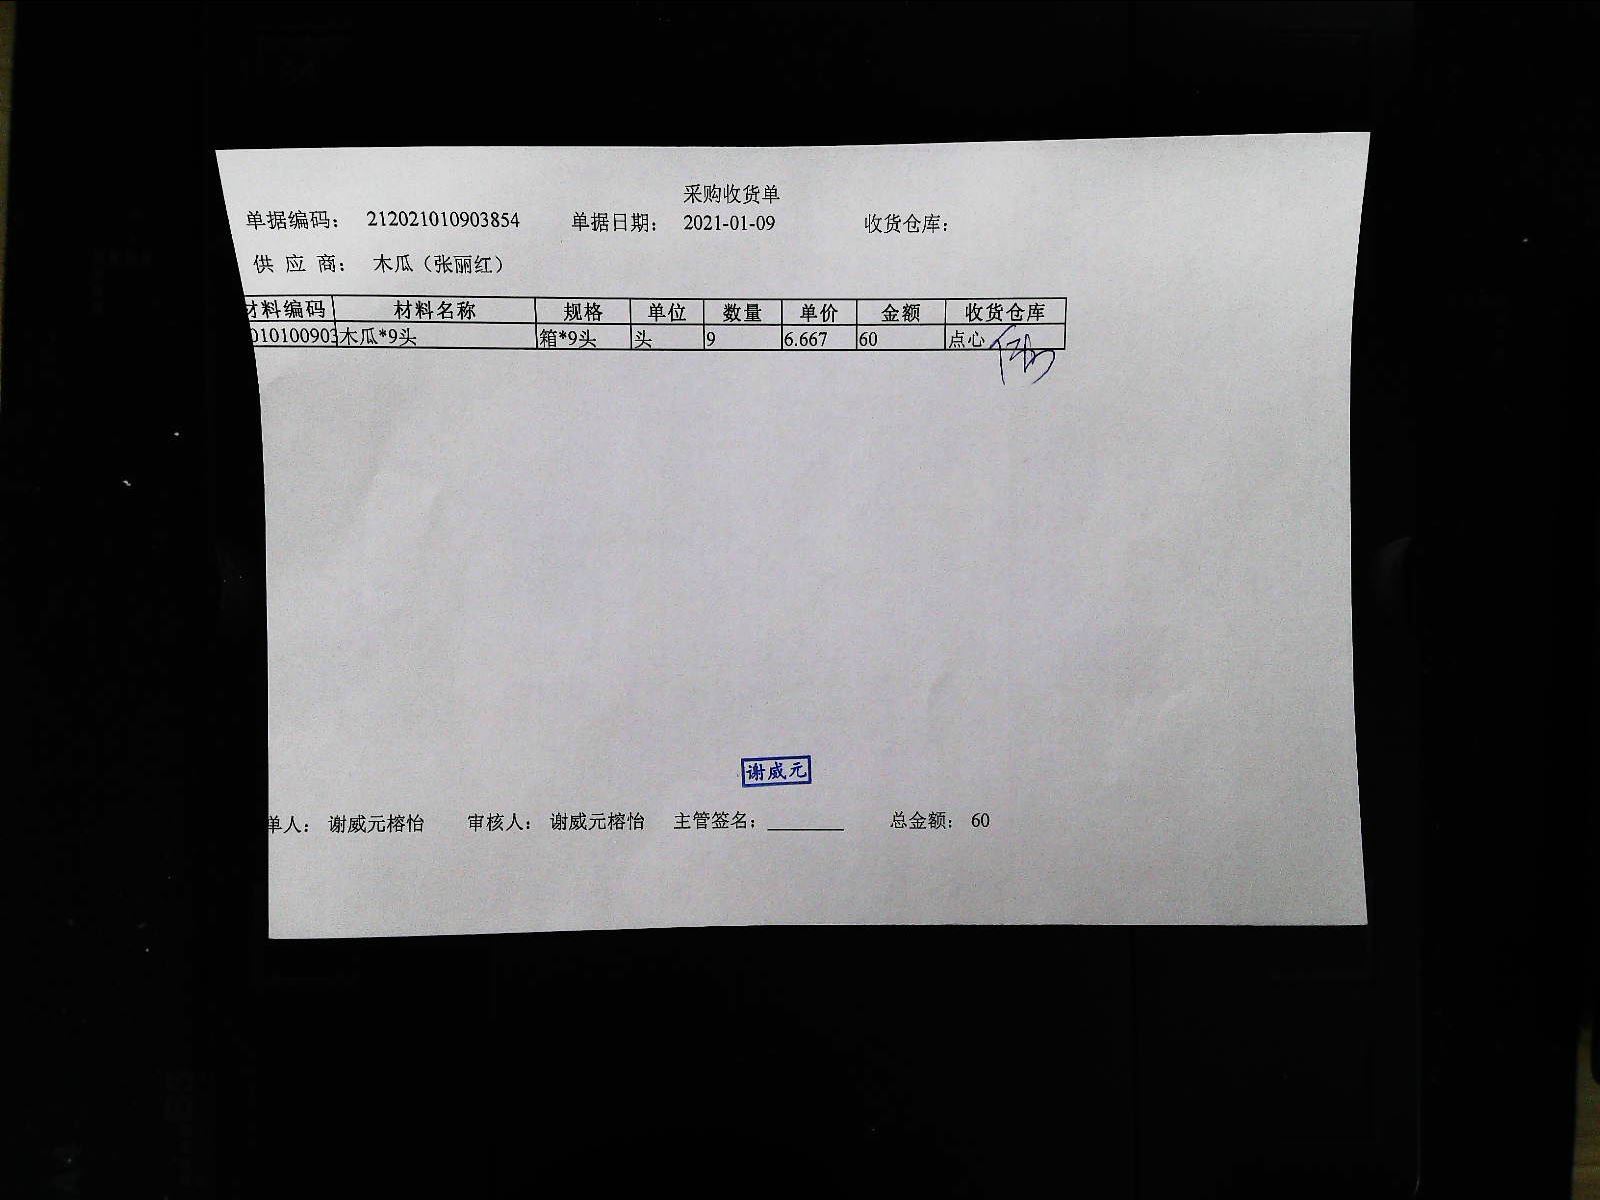 采购收货单
单据编码： 212021010903854 单据日期： 2021-01-09 收货仓库：
供 应 商： 木瓜（张丽红）
材料编码 材料名称 规格 单位 数量 单价 金额 收货仓库
010100903 木瓜*9头 箱*9头 头 9 6.667 60 点心
谢威元
单人： 谢威元榕怡 审核人： 谢威元榕怡 主管签名： 总金额： 60